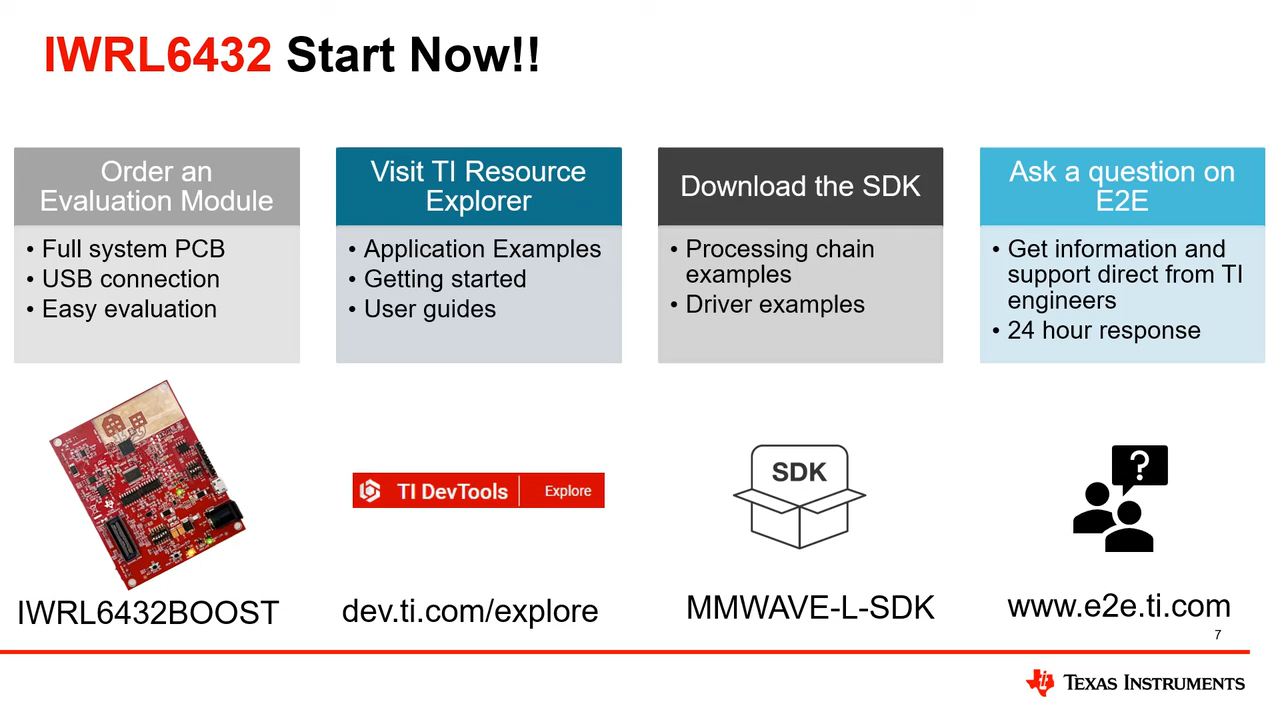 IWRL6432 Start Now!!
Order an
Evaluation Module
• Full system PCB
• USB connection
• Easy evaluation
IWRL6432BOOST
Visit TI Resource
Explorer
• Application Examples
• Getting started
• User guides
TI DevTools | Explore
dev.ti.com/explore
Download the SDK
• Processing chain
examples
• Driver examples
SDK
MMWAVE-L-SDK
Ask a question on
E2E
• Get information and
support direct from TI
engineers
• 24 hour response
?
www.e2e.ti.com
7
TEXAS INSTRUMENTS